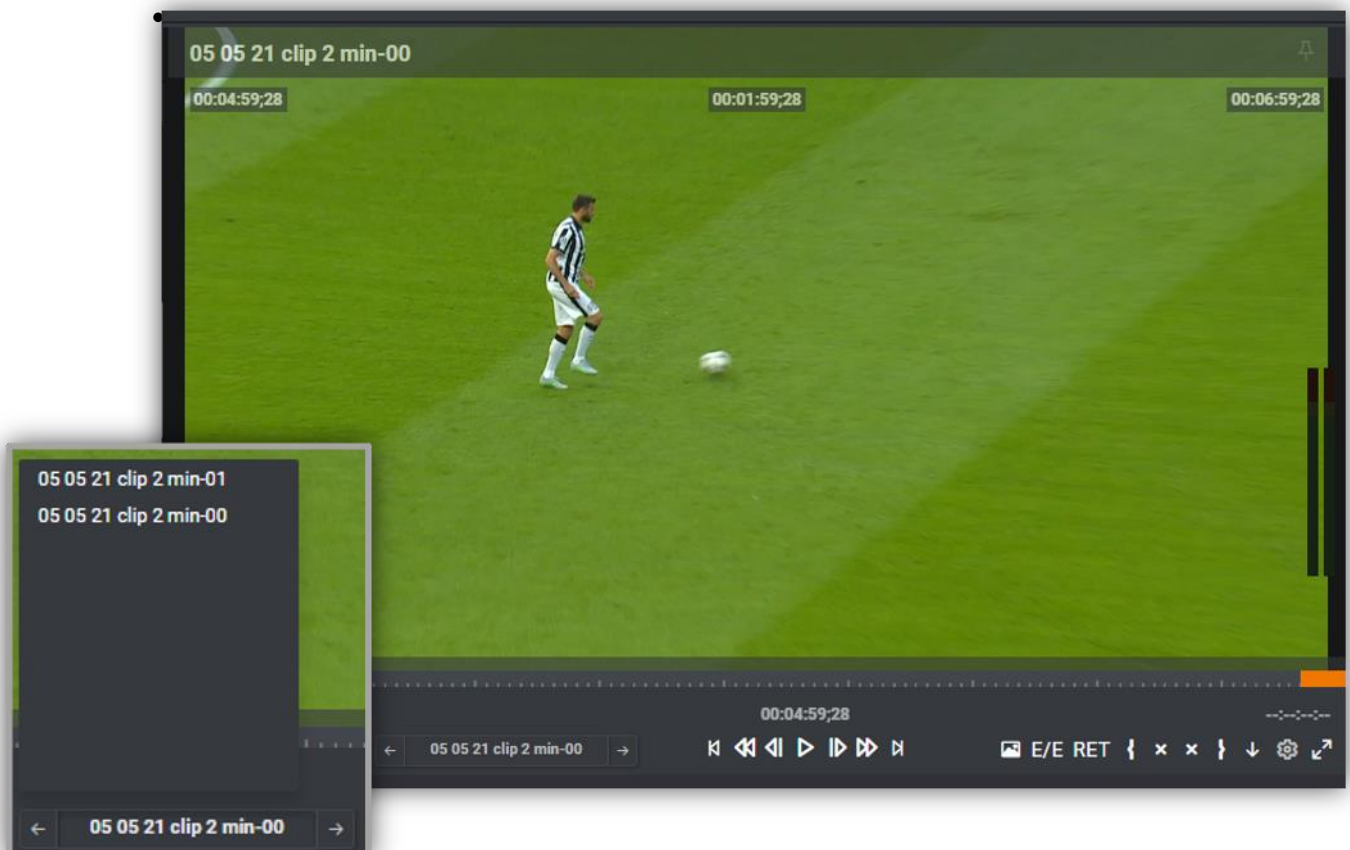 05 05 21 clip 2 min-00
00:04:59;28 00:01:59;28 00:06:59;28
00:04:59;28 --:--:--:--
05 05 21 clip 2 min-00 E/E RET
05 05 21 clip 2 min-01
05 05 21 clip 2 min-00
05 05 21 clip 2 min-00